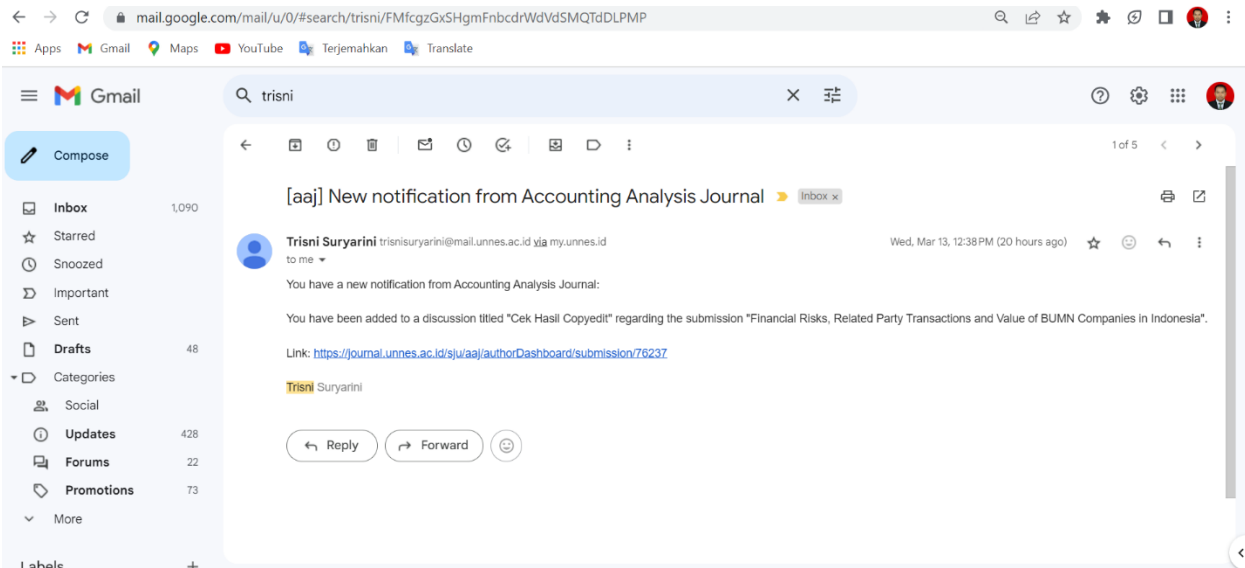 mail.google.com/mail/u/0/#search/trisni/FMfcgzGxSHgmFnbcdrWdVdSMQTdDLPMP
Apps Gmail Maps YouTube Terjemahkan Translate
Gmail
trisni
Compose
1 of 5
[aaj] New notification from Accounting Analysis Journal Inbox x
Inbox 1,090
Starred
Snoozed
Important
Sent
Drafts 48
Categories
Social
Updates 428
Forums 22
Promotions 73
More
Labels +
Trisni Suryarini trisnisuryarini@mail.unnes.ac.id via my.unnes.id Wed, Mar 13, 12:38 PM (20 hours ago)
to me
You have a new notification from Accounting Analysis Journal:
You have been added to a discussion titled "Cek Hasil Copyedit" regarding the submission "Financial Risks, Related Party Transactions and Value of BUMN Companies in Indonesia".
Link: https://journal.unnes.ac.id/sju/aaj/authorDashboard/submission/76237
Trisni Suryarini
Reply Forward